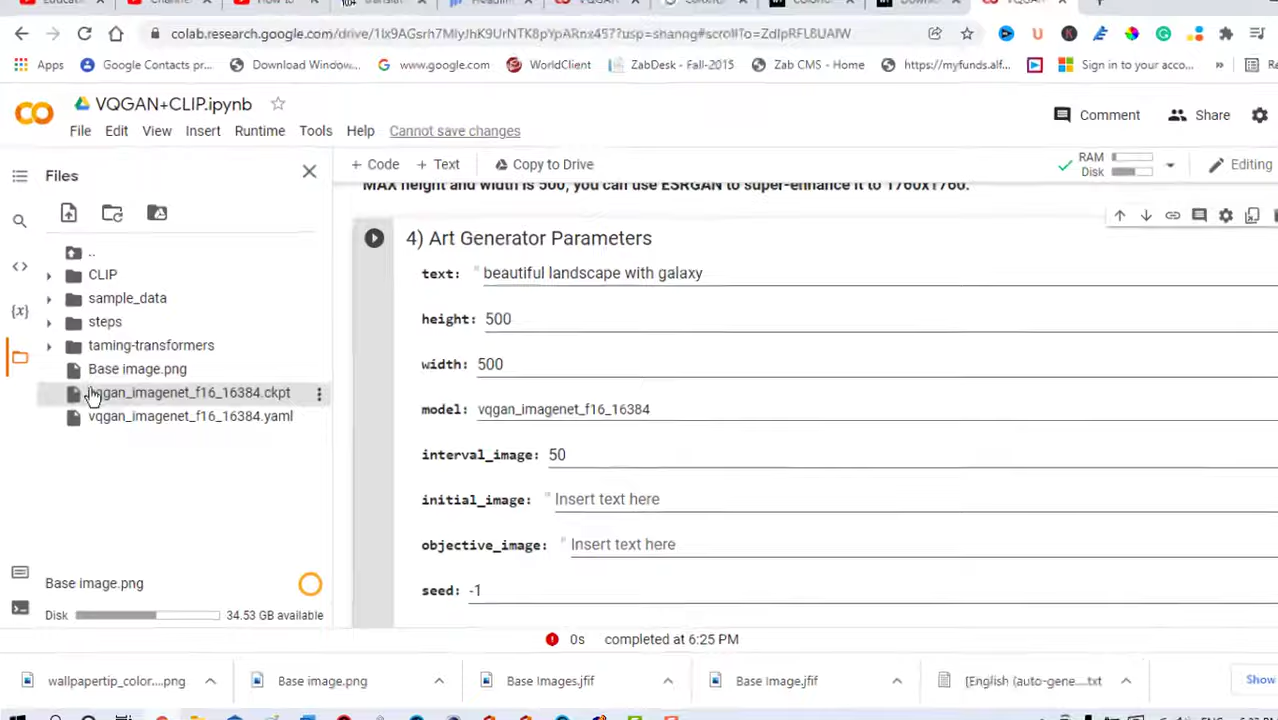 colab.research.google.com/drive/
Apps
Google Contacts pr...
Download Window...
www.google.com
WorldClient
ZabDesk - Fall-2015
Zab CMS - Home
https://myfunds.alf...
Sign in to your acco...
»
VQGAN+CLIP.ipynb
File Edit View Insert Runtime Tools Help Cannot save changes
Comment Share
Files
+ Code + Text Copy to Drive
RAM
Disk
Editing
MAX height and width is 500, you can use ESRGAN to super-enhance it to 1760x1760.
..
CLIP
sample_data
steps
taming-transformers
Base image.png
vqgan_imagenet_f16_16384.ckpt
vqgan_imagenet_f16_16384.yaml
4) Art Generator Parameters
text: " beautiful landscape with galaxy
height: 500
width: 500
model: vqgan_imagenet_f16_16384
interval_image: 50
initial_image: " Insert text here
objective_image: " Insert text here
seed: -1
Base image.png
Disk 34.53 GB available
0s completed at 6:25 PM
wallpapertip_color....png
Base image.png
Base Images.jfif
Base Image.jfif
[English (auto-gene....txt
Show